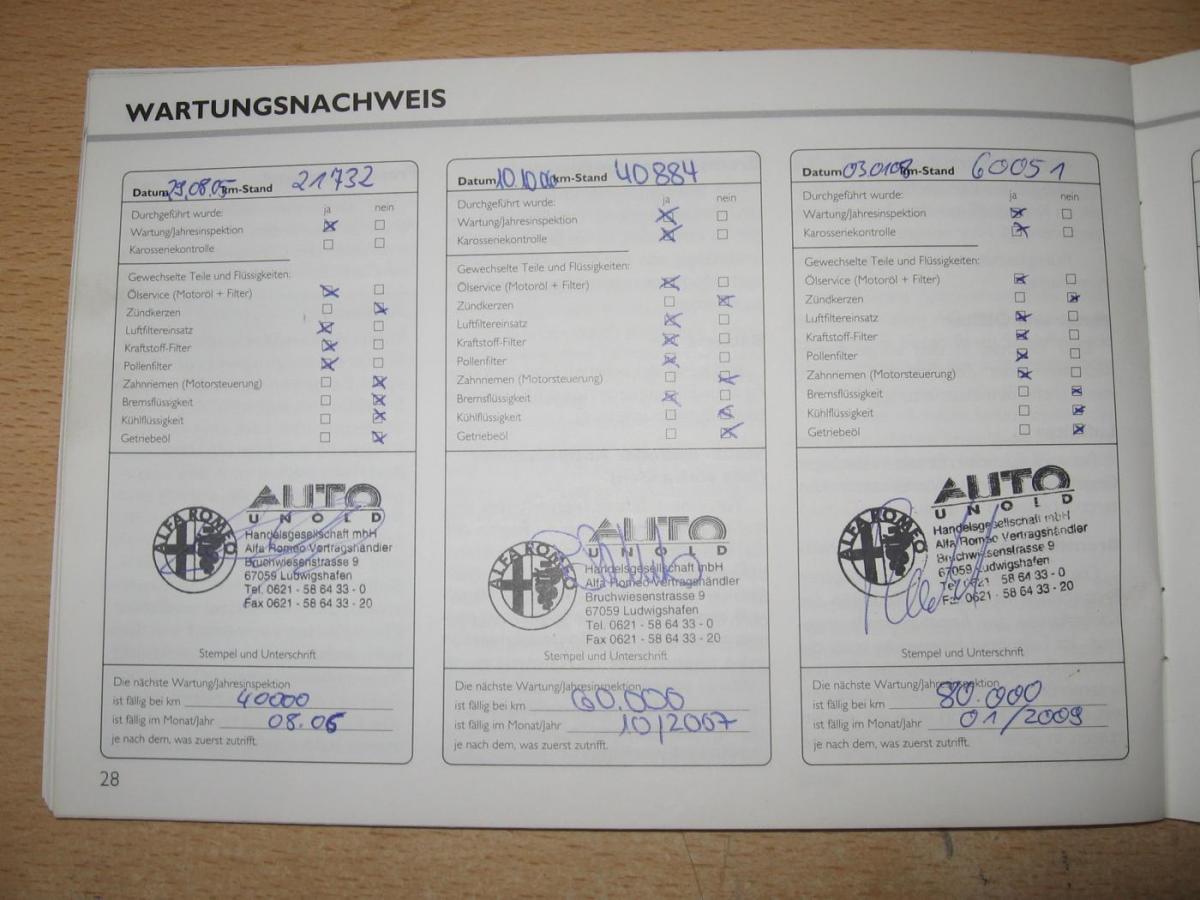 WARTUNGSNACHWEIS
Datum 29.08.05 km-Stand 21732
Durchgeführt wurde: ja nein
Wartung/Jahresinspektion
Karosseriekontrolle
Gewechselte Teile und Flüssigkeiten:
Ölservice (Motoröl + Filter)
Zündkerzen
Luftfiltereinsatz
Kraftstoff-Filter
Pollenfilter
Zahnriemen (Motorsteuerung)
Bremsflüssigkeit
Kühlflüssigkeit
Getriebeöl
ALFA ROMEO
AUTO
UNOLD
Handelsgesellschaft mbH
Alfa Romeo Vertragshändler
Bruchwiesenstrasse 9
67059 Ludwigshafen
Tel. 0621 - 58 64 33 - 0
Fax 0621 - 58 64 33 - 20
Stempel und Unterschrift
Die nächste Wartung/Jahresinspektion
ist fällig bei km 40000
ist fällig im Monat/Jahr 08.06
je nach dem, was zuerst zutrifft.
28
Datum 10.10.06 km-Stand 40884
Durchgeführt wurde: ja nein
Wartung/Jahresinspektion
Karosseriekontrolle
Gewechselte Teile und Flüssigkeiten:
Ölservice (Motoröl + Filter)
Zündkerzen
Luftfiltereinsatz
Kraftstoff-Filter
Pollenfilter
Zahnriemen (Motorsteuerung)
Bremsflüssigkeit
Kühlflüssigkeit
Getriebeöl
ALFA ROMEO
AUTO
UNOLD
Handelsgesellschaft mbH
Alfa Romeo Vertragshändler
Bruchwiesenstrasse 9
67059 Ludwigshafen
Tel. 0621 - 58 64 33 - 0
Fax 0621 - 58 64 33 - 20
Stempel und Unterschrift
Die nächste Wartung/Jahresinspektion
ist fällig bei km 60.000
ist fällig im Monat/Jahr 10/2007
je nach dem, was zuerst zutrifft.
Datum 03.01.08 km-Stand 60051
Durchgeführt wurde: ja nein
Wartung/Jahresinspektion
Karosseriekontrolle
Gewechselte Teile und Flüssigkeiten:
Ölservice (Motoröl + Filter)
Zündkerzen
Luftfiltereinsatz
Kraftstoff-Filter
Pollenfilter
Zahnriemen (Motorsteuerung)
Bremsflüssigkeit
Kühlflüssigkeit
Getriebeöl
ALFA ROMEO
AUTO
UNOLD
Handelsgesellschaft mbH
Alfa Romeo Vertragshändler
Bruchwiesenstrasse 9
67059 Ludwigshafen
Tel. 0621 - 58 64 33 - 0
Fax 0621 - 58 64 33 - 20
Stempel und Unterschrift
Die nächste Wartung/Jahresinspektion
ist fällig bei km 80.000
ist fällig im Monat/Jahr 01/2009
je nach dem, was zuerst zutrifft.